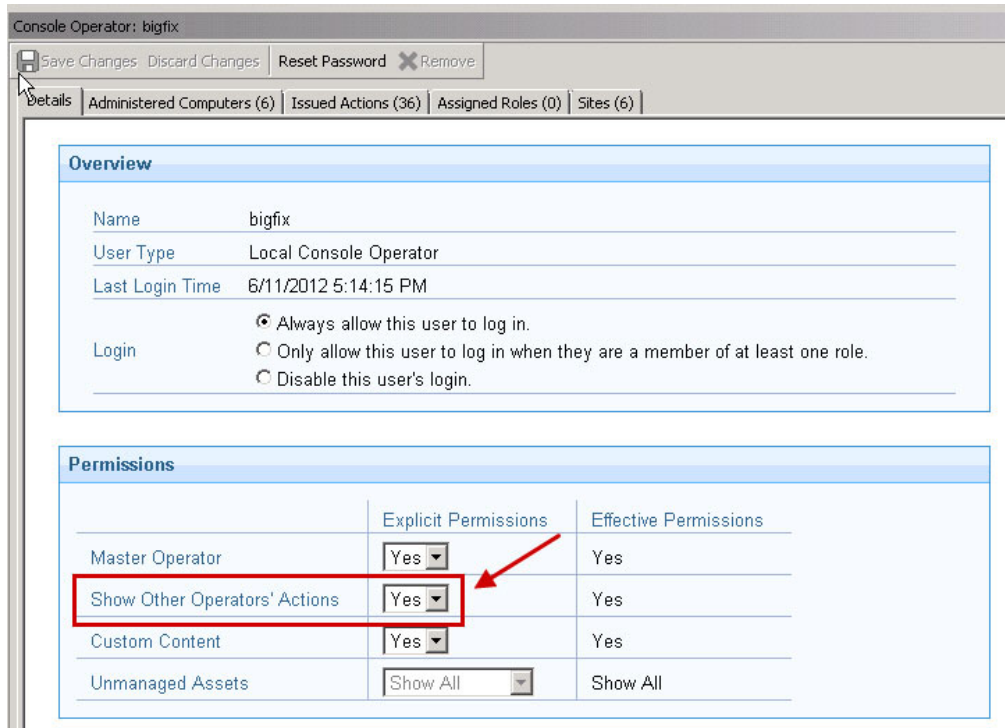 Console Operator: bigfix
Save Changes Discard Changes Reset Password Remove
Details Administered Computers (6) Issued Actions (36) Assigned Roles (0) Sites (6)
Overview
Name bigfix
User Type Local Console Operator
Last Login Time 6/11/2012 5:14:15 PM
Always allow this user to log in.
Login Only allow this user to log in when they are a member of at least one role.
Disable this user's login.
Permissions
Explicit Permissions Effective Permissions
Master Operator Yes Yes
Show Other Operators' Actions Yes Yes
Custom Content Yes Yes
Unmanaged Assets Show All Show All